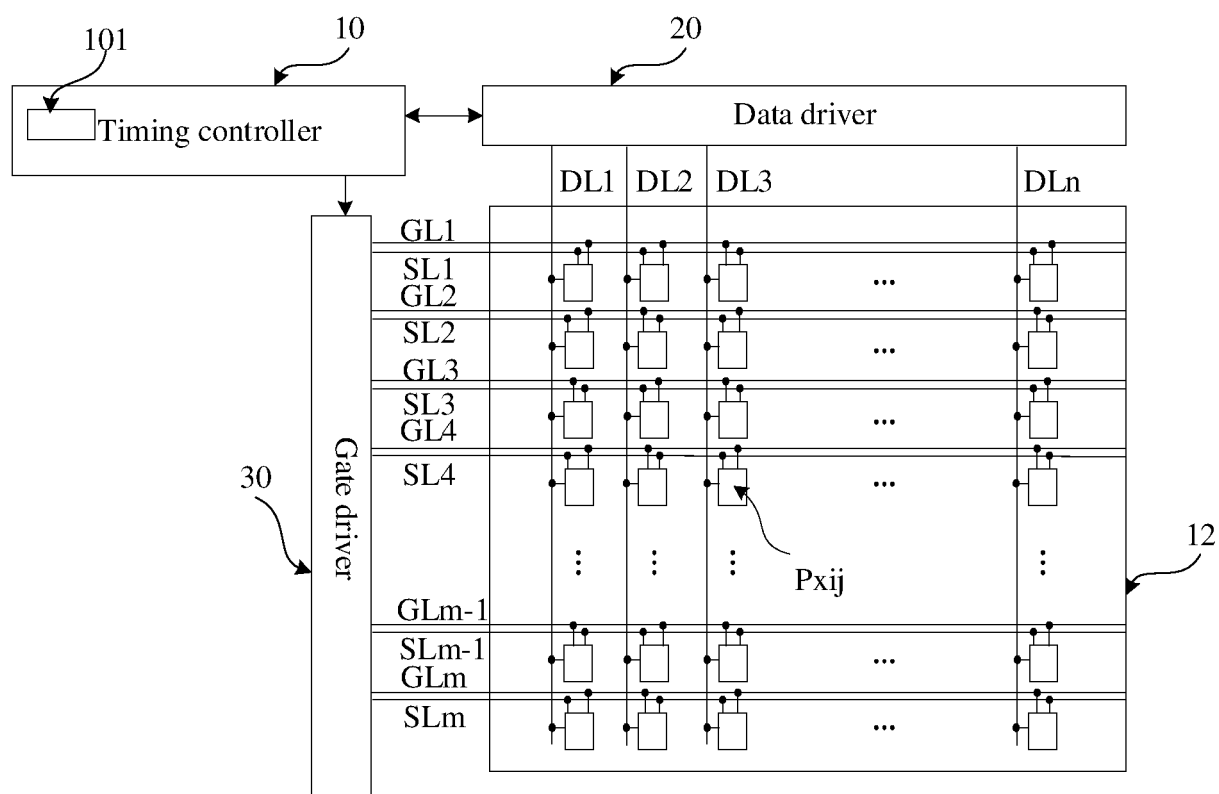 101
10
20
Timing controller
Data driver
DL1 DL2 DL3 DLn
GL1
SL1
...
GL2
SL2
...
GL3
SL3
...
GL4
SL4
...
Gate driver
30
Pxij
12
GLm-1
SLm-1
...
GLm
SLm
...